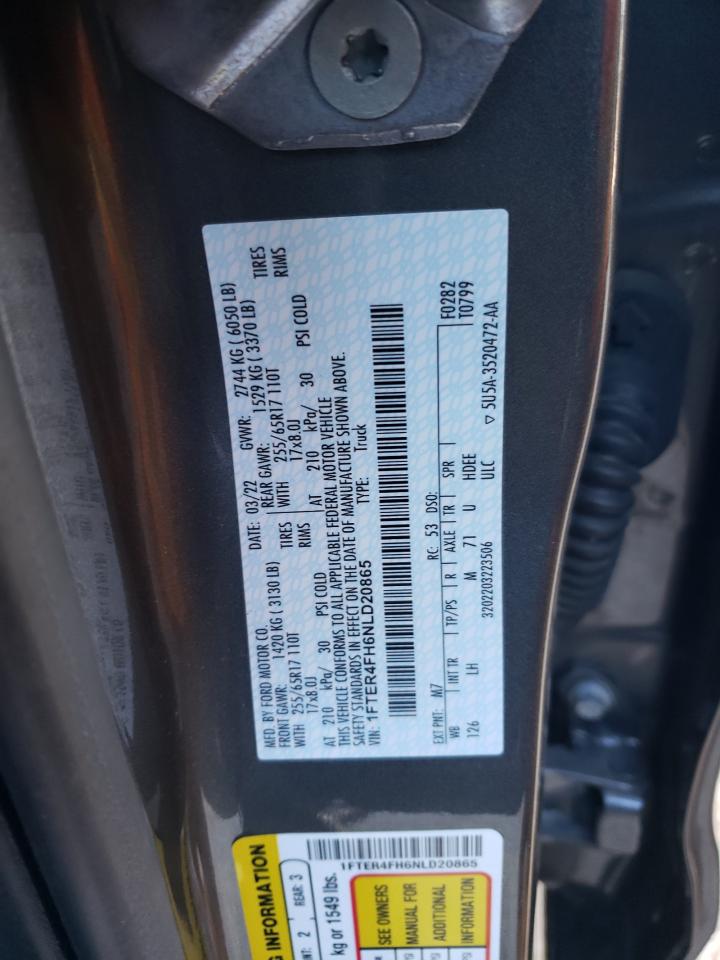 MFD. BY FORD MOTOR CO. DATE: 03/22 GVWR: 2744 KG ( 6050 LB)
FRONT GAWR: 1420 KG ( 3130 LB) REAR GAWR: 1529 KG ( 3370 LB)
WITH 255/65R17 110T TIRES WITH 255/65R17 110T TIRES
17x8.0J RIMS 17x8.0J RIMS
AT 210 kPa/ 30 PSI COLD AT 210 kPa/ 30 PSI COLD
THIS VEHICLE CONFORMS TO ALL APPLICABLE FEDERAL MOTOR VEHICLE
SAFETY STANDARDS IN EFFECT ON THE DATE OF MANUFACTURE SHOWN ABOVE.
VIN: 1FTER4FH6NLD20865 TYPE: Truck
EXT PNT: M7 RC: 53 DSO: F0282
WB INT TR TP/PS R AXLE TR SPR T0799
126 LH M 71 U HDEE
3202203223506 ULC ▽ 5U5A-3520472-AA
INFORMATION
2 REAR: 3
kg or 1549 lbs.
1FTER4FH6NLD20865
SEE OWNERS
MANUAL FOR
ADDITIONAL
INFORMATION